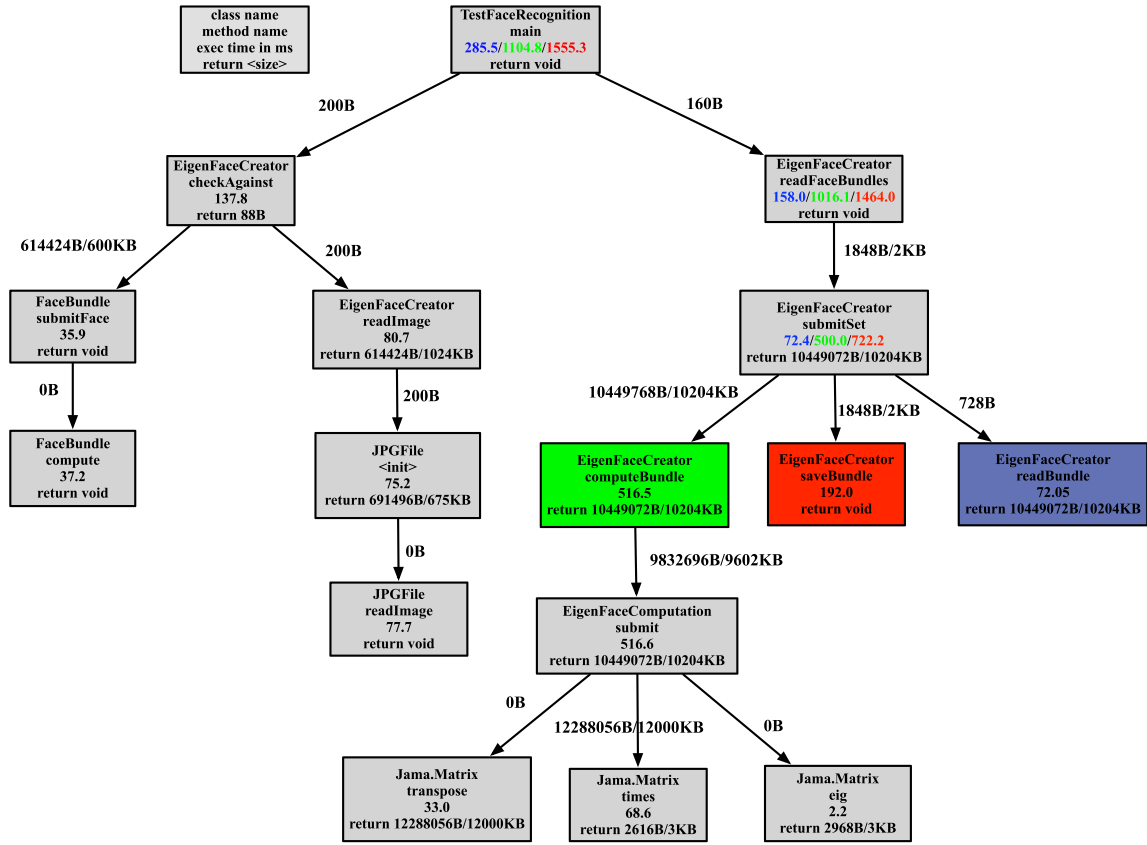 class name
method name
exec time in ms
return <size>
TestFaceRecognition
main
285.5/1104.8/1555.3
return void
200B
160B
EigenFaceCreator
checkAgainst
137.8
return 88B
EigenFaceCreator
readFaceBundles
158.0/1016.1/1464.0
return void
614424B/600KB
200B
1848B/2KB
FaceBundle
submitFace
35.9
return void
EigenFaceCreator
readImage
80.7
return 614424B/1024KB
EigenFaceCreator
submitSet
72.4/500.0/722.2
return 10449072B/10204KB
0B
200B
10449768B/10204KB
1848B/2KB
728B
FaceBundle
compute
37.2
return void
JPGFile
<init>
75.2
return 691496B/675KB
EigenFaceCreator
computeBundle
516.5
return 10449072B/10204KB
EigenFaceCreator
saveBundle
192.0
return void
EigenFaceCreator
readBundle
72.05
return 10449072B/10204KB
0B
9832696B/9602KB
JPGFile
readImage
77.7
return void
EigenFaceComputation
submit
516.6
return 10449072B/10204KB
0B
12288056B/12000KB
0B
Jama.Matrix
transpose
33.0
return 12288056B/12000KB
Jama.Matrix
times
68.6
return 2616B/3KB
Jama.Matrix
eig
2.2
return 2968B/3KB